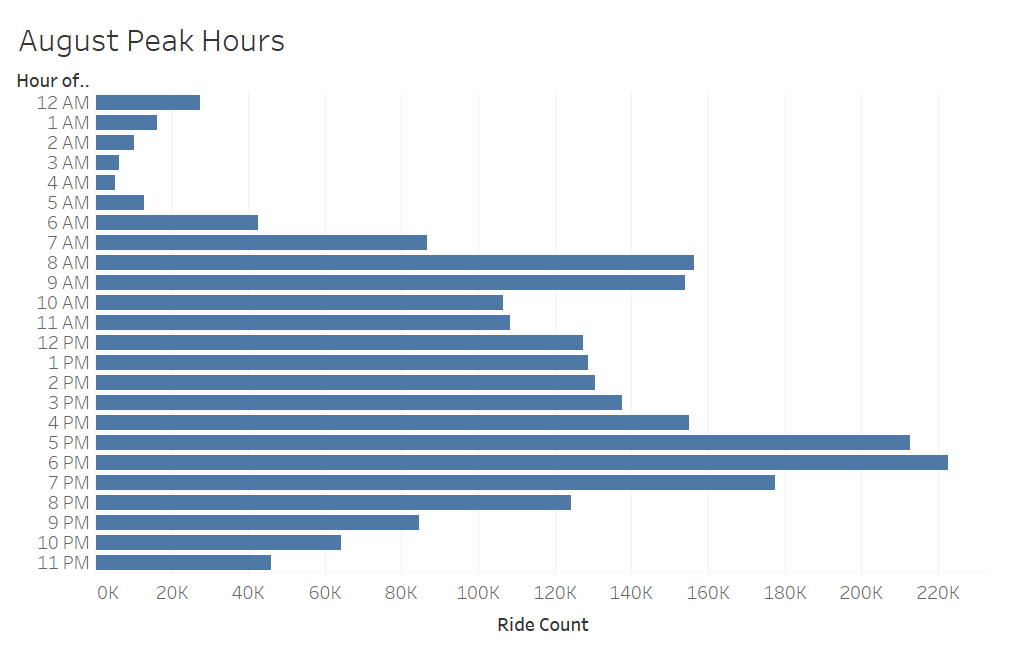 August Peak Hours
Hour of..
12 AM
1 AM
2 AM
3 AM
4 AM
5 AM
6 AM
7 AM
8 AM
9 AM
10 AM
11 AM
12 PM
1 PM
2 PM
3 PM
4 PM
5 PM
6 PM
7 PM
8 PM
9 PM
10 PM
11 PM
0K 20K 40K 60K 80K 100K 120K 140K 160K 180K 200K 220K
Ride Count